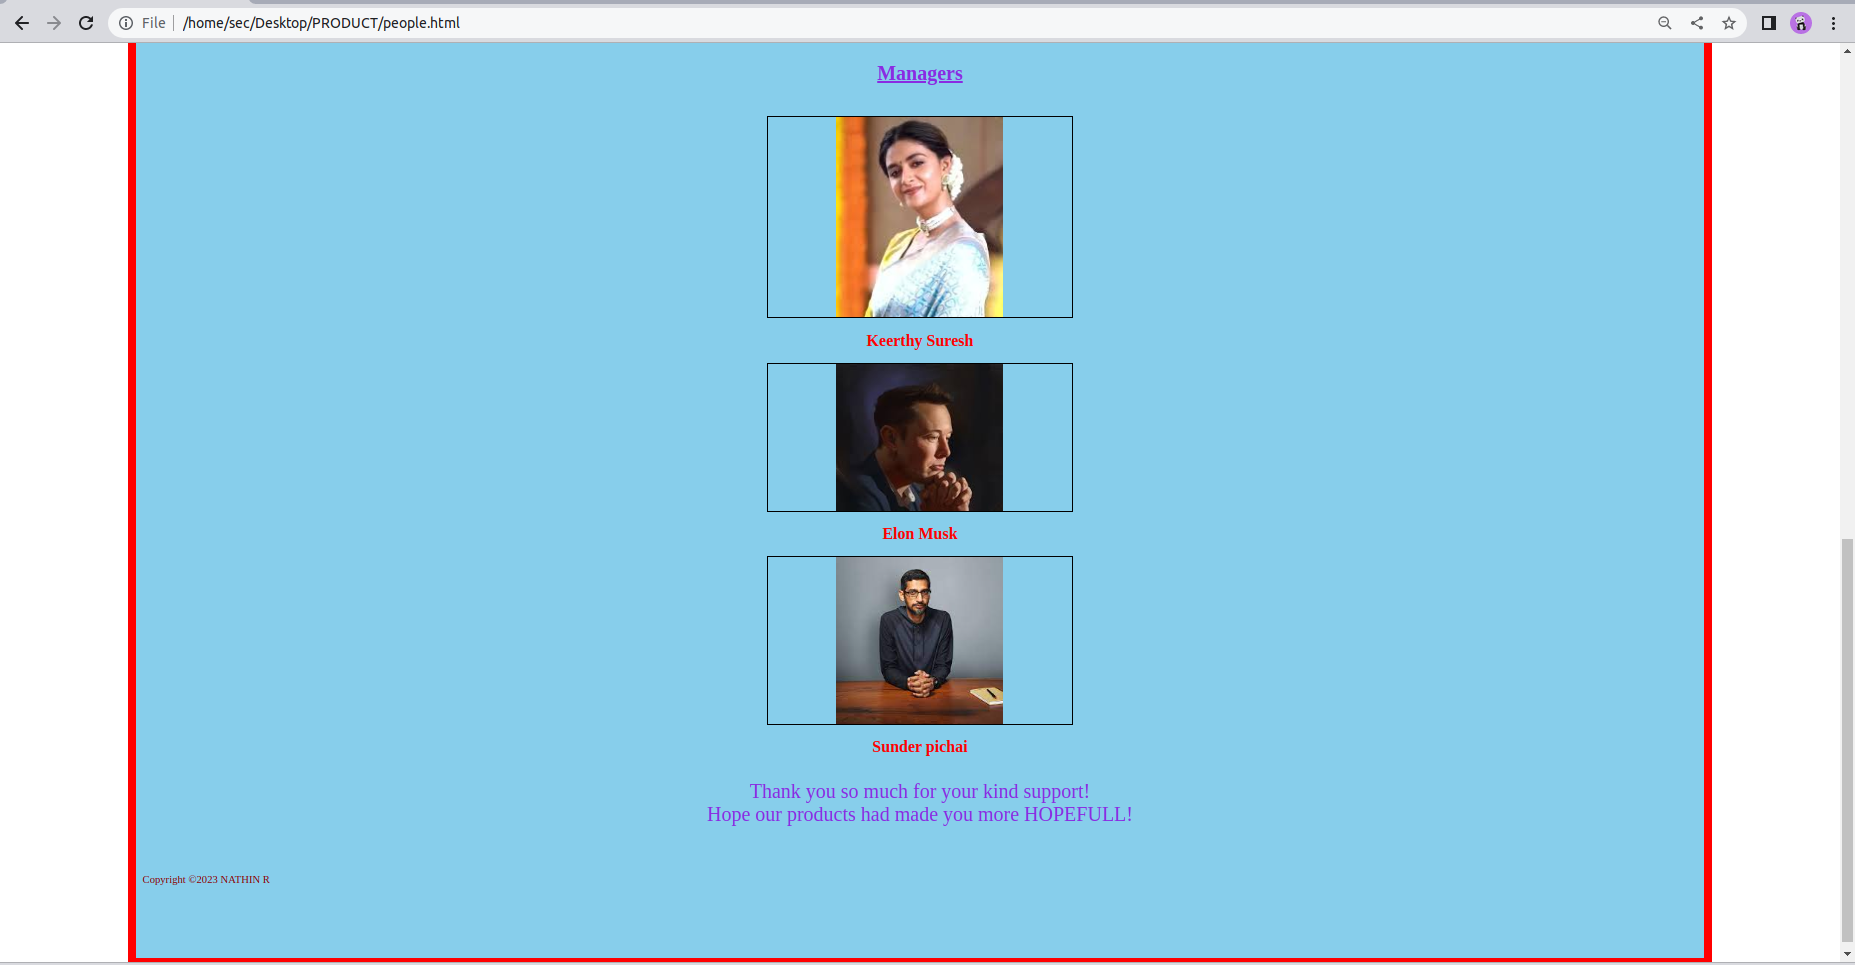 File /home/sec/Desktop/PRODUCT/people.html
Managers
Keerthy Suresh
Elon Musk
Sunder pichai
Thank you so much for your kind support!
Hope our products had made you more HOPEFULL!
Copyright ©2023 NATHIN R